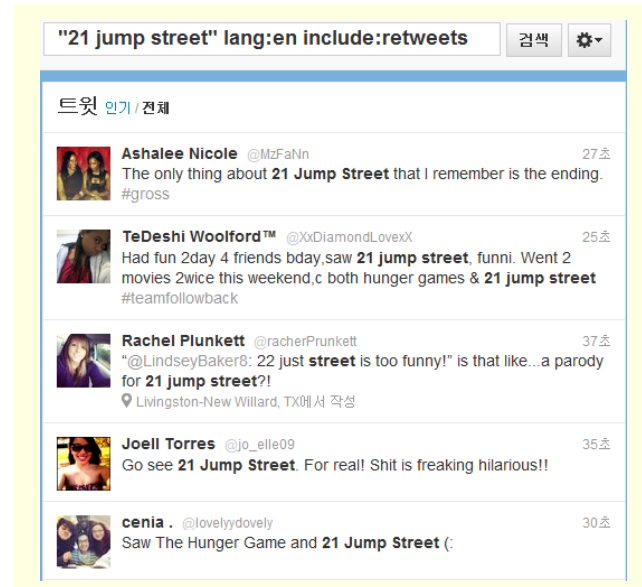 "21 jump street" lang:en include:retweets 검색
트윗 인기 / 전체
Ashalee Nicole @MzFaNn 27초
The only thing about 21 Jump Street that I remember is the ending.
#gross
TeDeshi Woolford™ @XxDiamondLovexX 25초
Had fun 2day 4 friends bday,saw 21 jump street, funni. Went 2
movies 2wice this weekend,c both hunger games & 21 jump street
#teamfollowback
Rachel Plunkett @racherPrunkett 37초
“@LindseyBaker8: 22 just street is too funny!” is that like...a parody
for 21 jump street?!
Livingston-New Willard, TX에서 작성
Joell Torres @jo_elle09 35초
Go see 21 Jump Street. For real! Shit is freaking hilarious!!
cenia . @lovelyydovely 30초
Saw The Hunger Game and 21 Jump Street (: